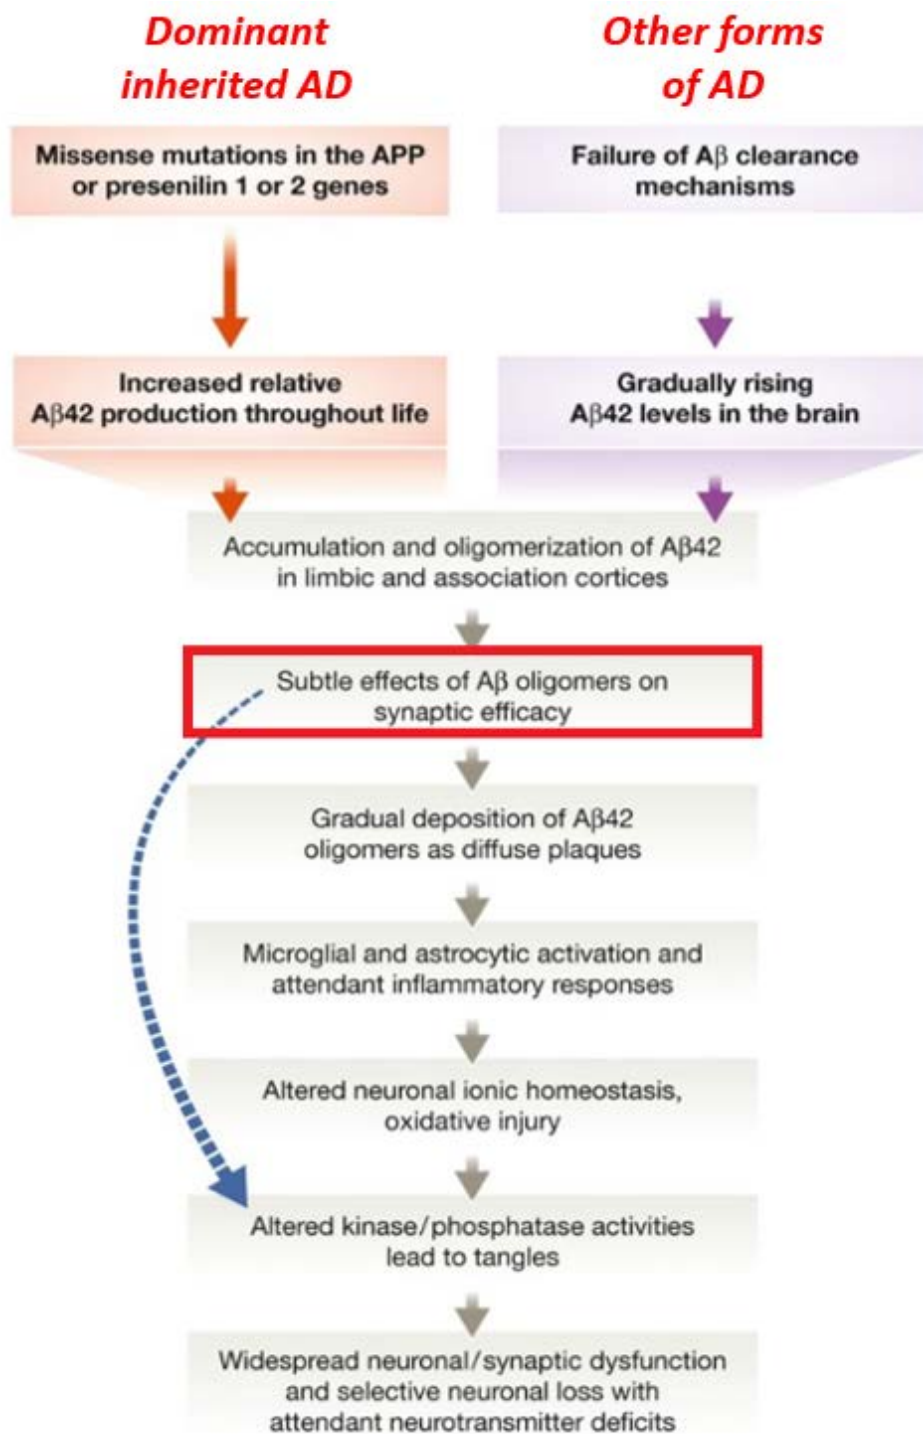 Dominant
inherited AD
Other forms
of AD
Missense mutations in the APP
or presenilin 1 or 2 genes
Failure of Aβ clearance
mechanisms
Increased relative
Aβ42 production throughout life
Gradually rising
Aβ42 levels in the brain
Accumulation and oligomerization of Aβ42
in limbic and association cortices
Subtle effects of Aβ oligomers on
synaptic efficacy
Gradual deposition of Aβ42
oligomers as diffuse plaques
Microglial and astrocytic activation and
attendant inflammatory responses
Altered neuronal ionic homeostasis,
oxidative injury
Altered kinase/phosphatase activities
lead to tangles
Widespread neuronal/synaptic dysfunction
and selective neuronal loss with
attendant neurotransmitter deficits